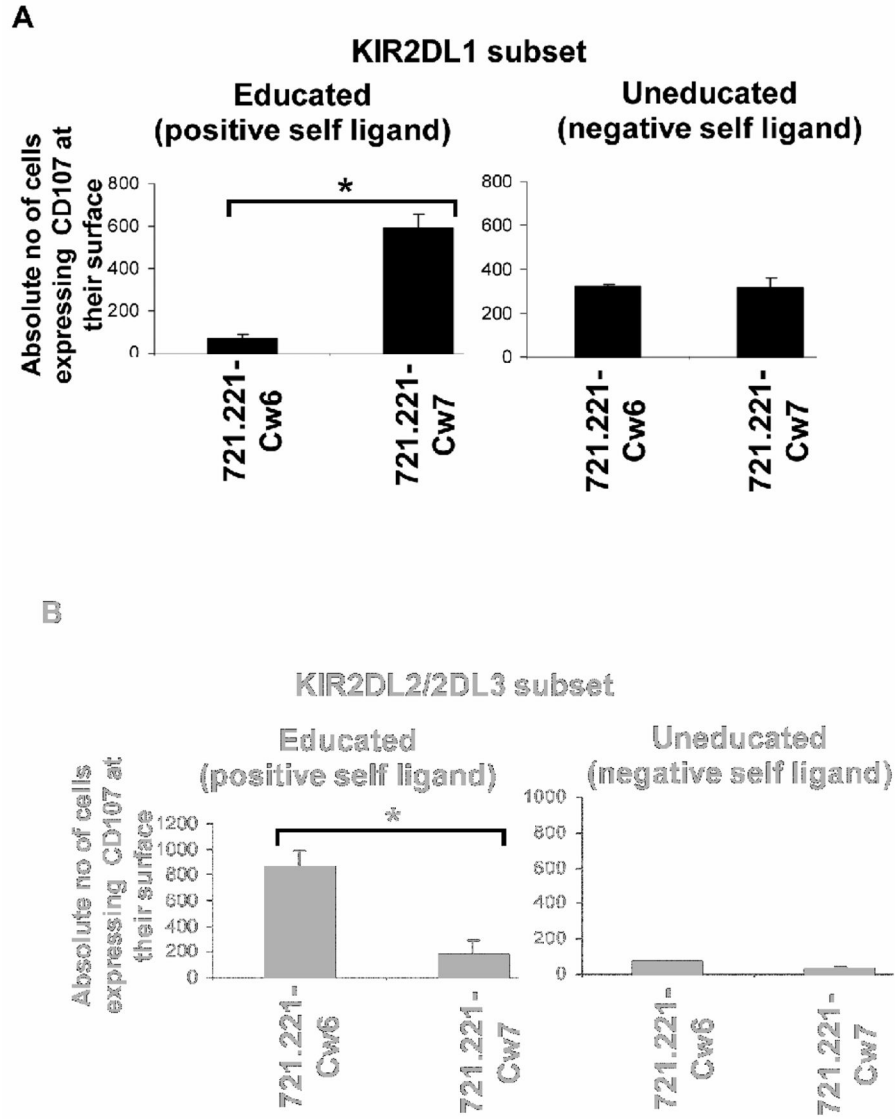 A
KIR2DL1 subset
Educated
(positive self ligand)
Uneducated
(negative self ligand)
Absolute no of cells
expressing CD107 at
their surface
800
600
400
200
0
*
721.221-
Cw6
721.221-
Cw7
800
600
400
200
0
721.221-
Cw6
721.221-
Cw7
B
KIR2DL2/2DL3 subset
Educated
(positive self ligand)
Uneducated
(negative self ligand)
Absolute no of cells
expressing CD107 at
their surface
1200
1000
800
600
400
200
0
*
721.221-
Cw6
721.221-
Cw7
1000
800
600
400
200
0
721.221-
Cw6
721.221-
Cw7